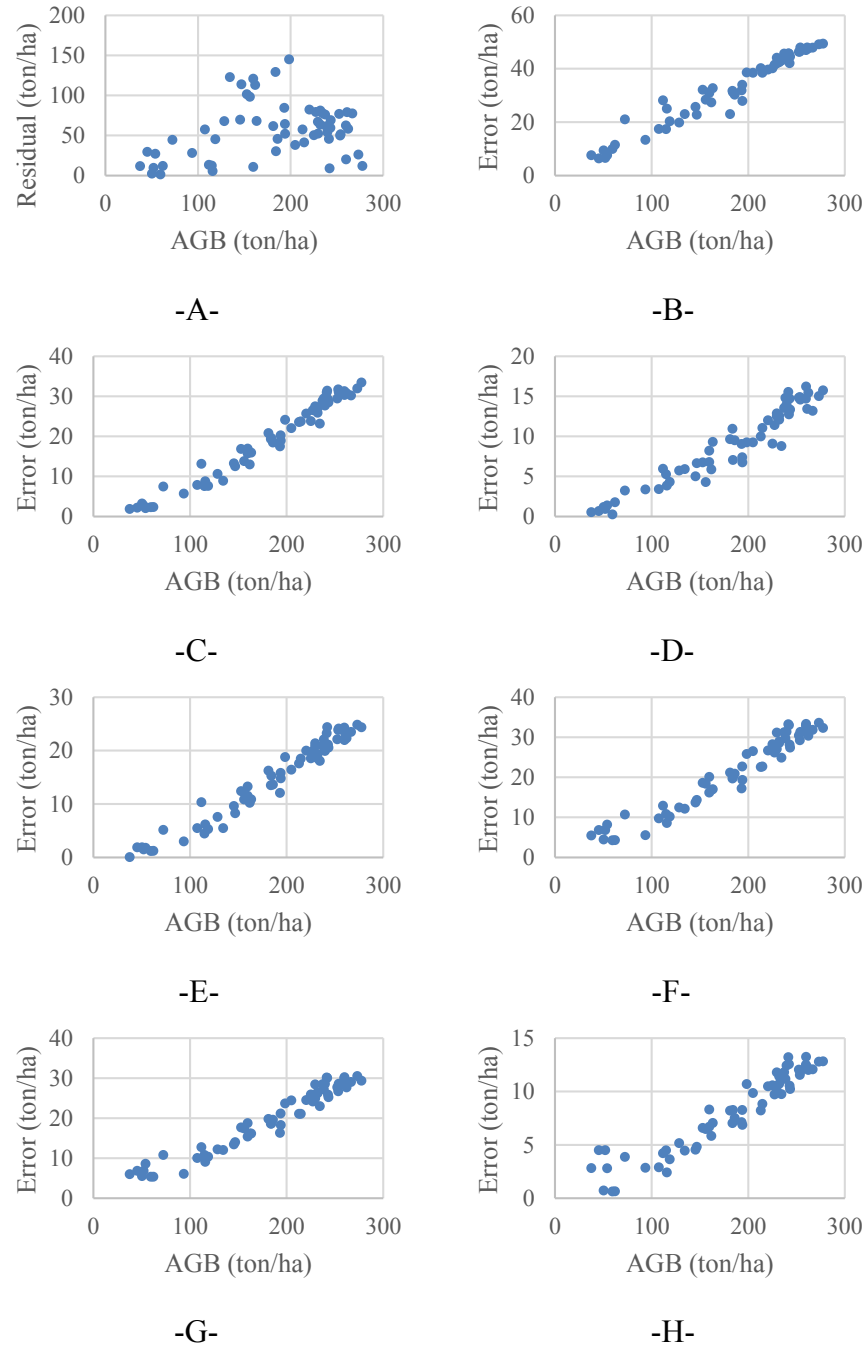 200
150
100
50
0
0 100 200 300
Residual (ton/ha)
AGB (ton/ha)
-A-
60
40
20
0
0 100 200 300
Error (ton/ha)
AGB (ton/ha)
-B-
40
30
20
10
0
0 100 200 300
Error (ton/ha)
AGB (ton/ha)
-C-
20
15
10
5
0
0 100 200 300
Error (ton/ha)
AGB (ton/ha)
-D-
30
20
10
0
0 100 200 300
Error (ton/ha)
AGB (ton/ha)
-E-
40
30
20
10
0
0 100 200 300
Error (ton/ha)
AGB (ton/ha)
-F-
40
30
20
10
0
0 100 200 300
Error (ton/ha)
AGB (ton/ha)
-G-
15
10
5
0
0 100 200 300
Error (ton/ha)
AGB (ton/ha)
-H-